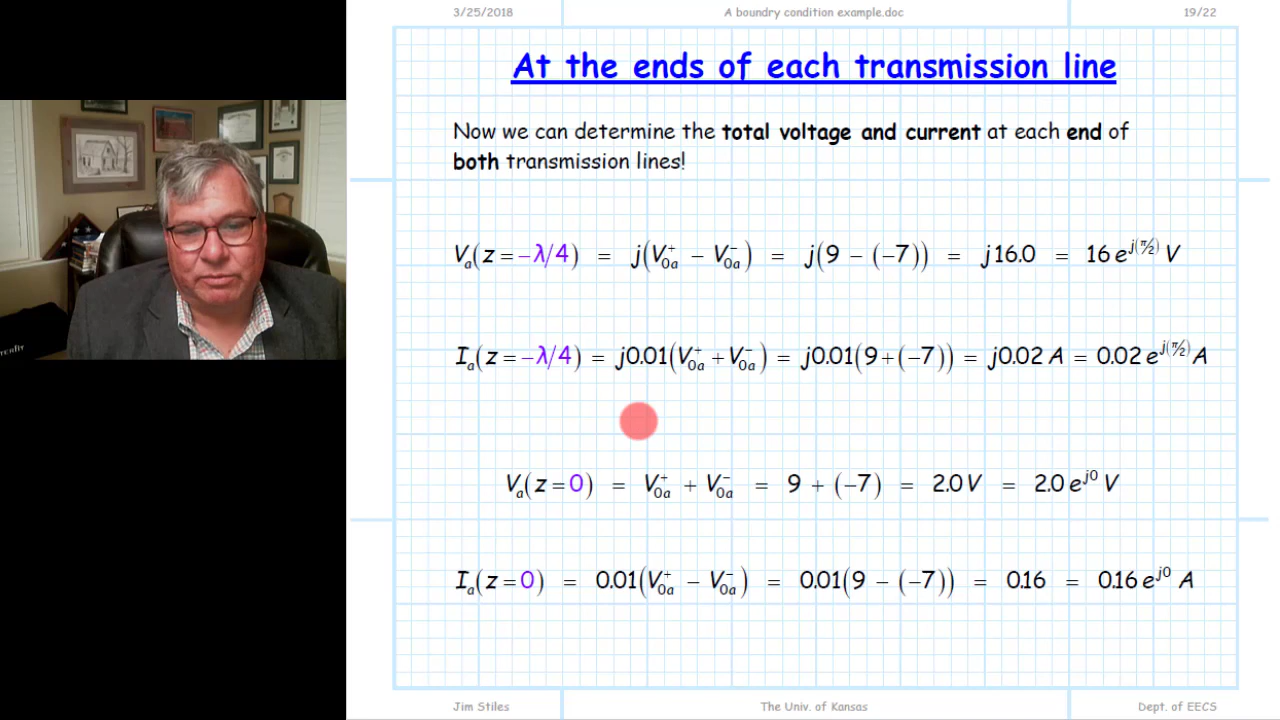 3/25/2018 A boundry condition example.doc 19/22
At the ends of each transmission line
Now we can determine the total voltage and current at each end of
both transmission lines!
Vₐ(z = −λ/4) = j(V₀ₐ⁺ − V₀ₐ⁻) = j(9 − (−7)) = j16.0 = 16 e^{j(π/2)} V
Iₐ(z = −λ/4) = j0.01(V₀ₐ⁺ + V₀ₐ⁻) = j0.01(9 + (−7)) = j0.02 A = 0.02 e^{j(π/2)} A
Vₐ(z = 0) = V₀ₐ⁺ + V₀ₐ⁻ = 9 + (−7) = 2.0 V = 2.0 e^{j0} V
Iₐ(z = 0) = 0.01(V₀ₐ⁺ − V₀ₐ⁻) = 0.01(9 − (−7)) = 0.16 = 0.16 e^{j0} A
Jim Stiles The Univ. of Kansas Dept. of EECS